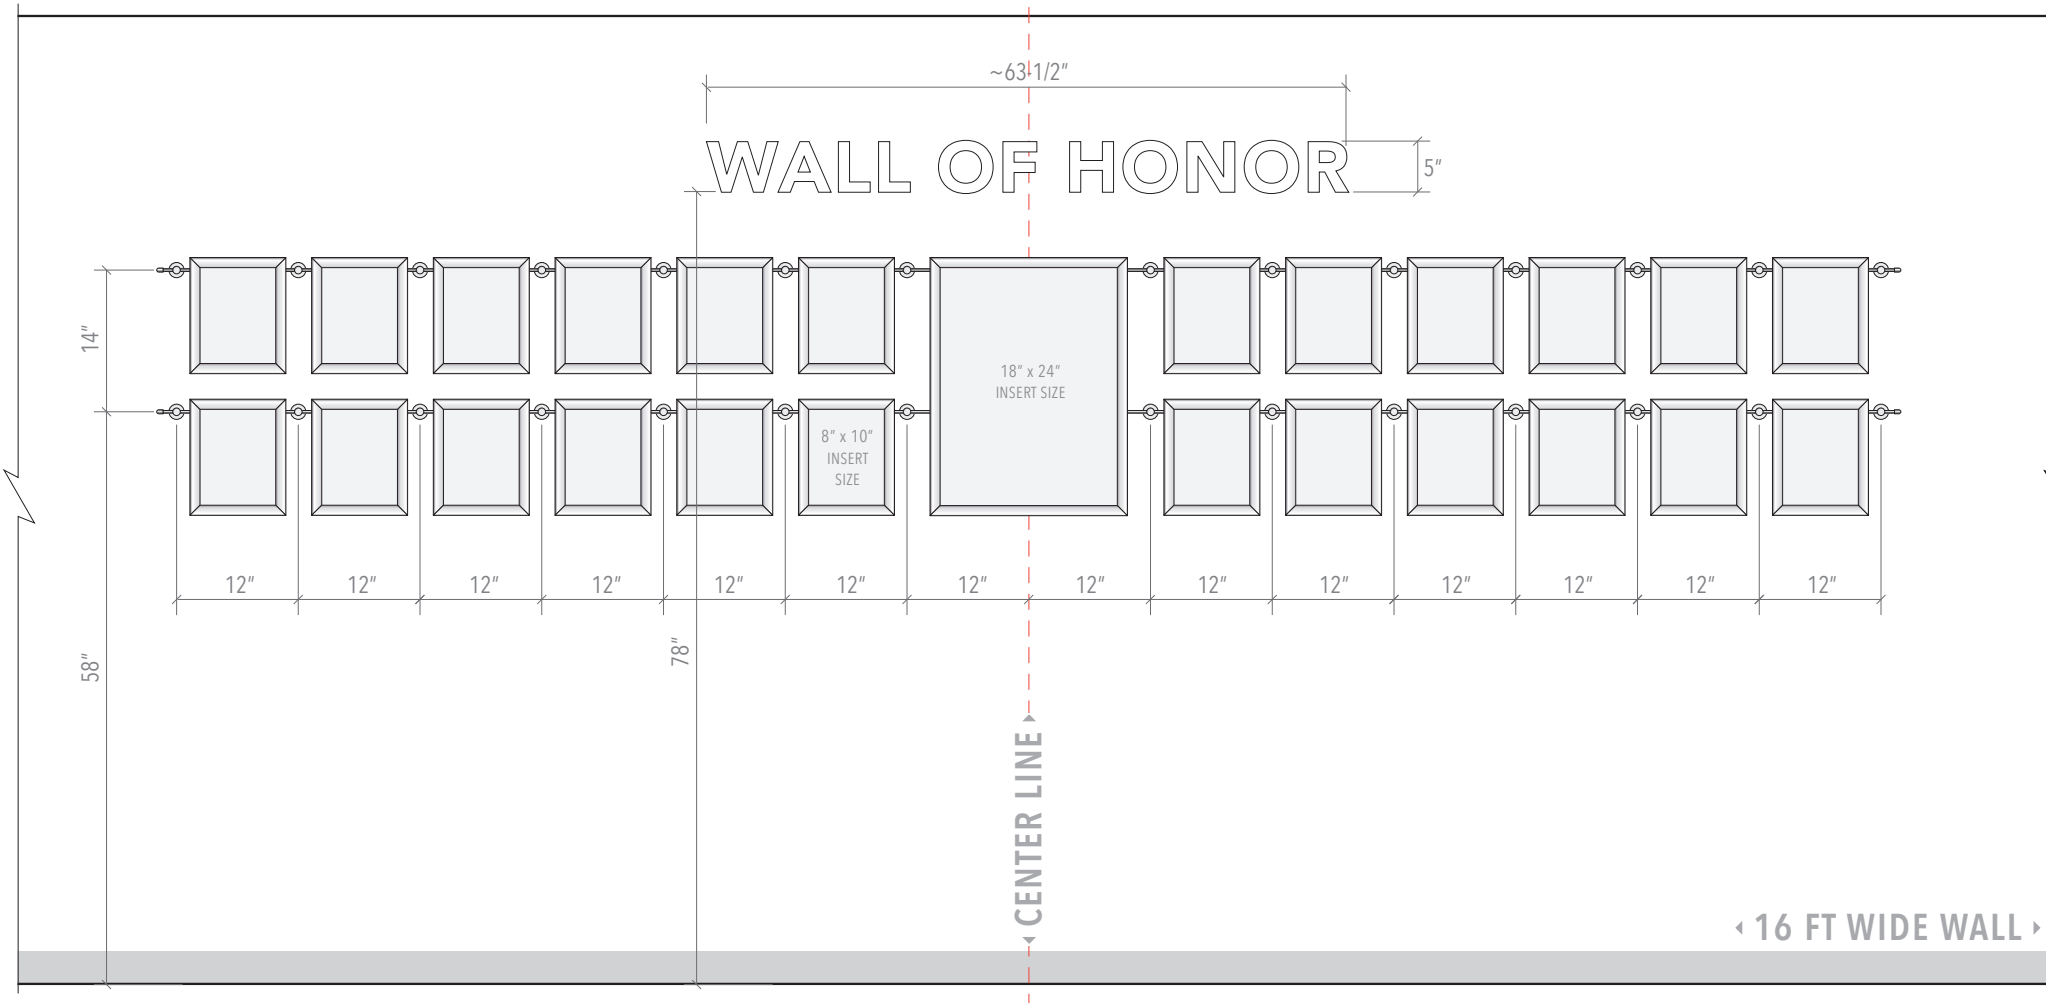 ~63-1/2"
WALL OF HONOR
5"
14"
18" x 24"
INSERT SIZE
8" x 10"
INSERT
SIZE
12" 12" 12" 12" 12" 12" 12" 12" 12" 12" 12" 12" 12" 12"
58"
78"
CENTER LINE
16 FT WIDE WALL